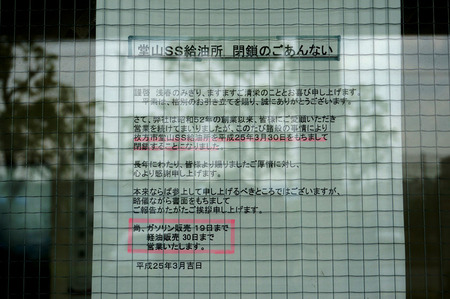 堂山SS給油所 閉鎖のごあんない
謹啓 浅春のみぎり、ますますご清栄のこととお喜び申し上げます。
平素は、格別のお引き立てを賜り、誠にありがとうございます。
さて、弊社は昭和52年の創業以来、皆様にご愛顧いただき
営業を続けてまいりましたが、このたび諸般の事情により
枚方市堂山SS給油所を平成25年3月30日をもちまして
閉鎖することになりました。
長年にわたり、皆様より賜りましたご厚情に対し、
心より感謝申し上げます。
本来ならば参上して申し上げるべきところではございますが、
略儀ながら書面をもちまして
ご報告かたがたご挨拶申し上げます。
尚、ガソリン販売 19日まで
軽油販売 30日まで
営業いたします。
平成25年3月吉日